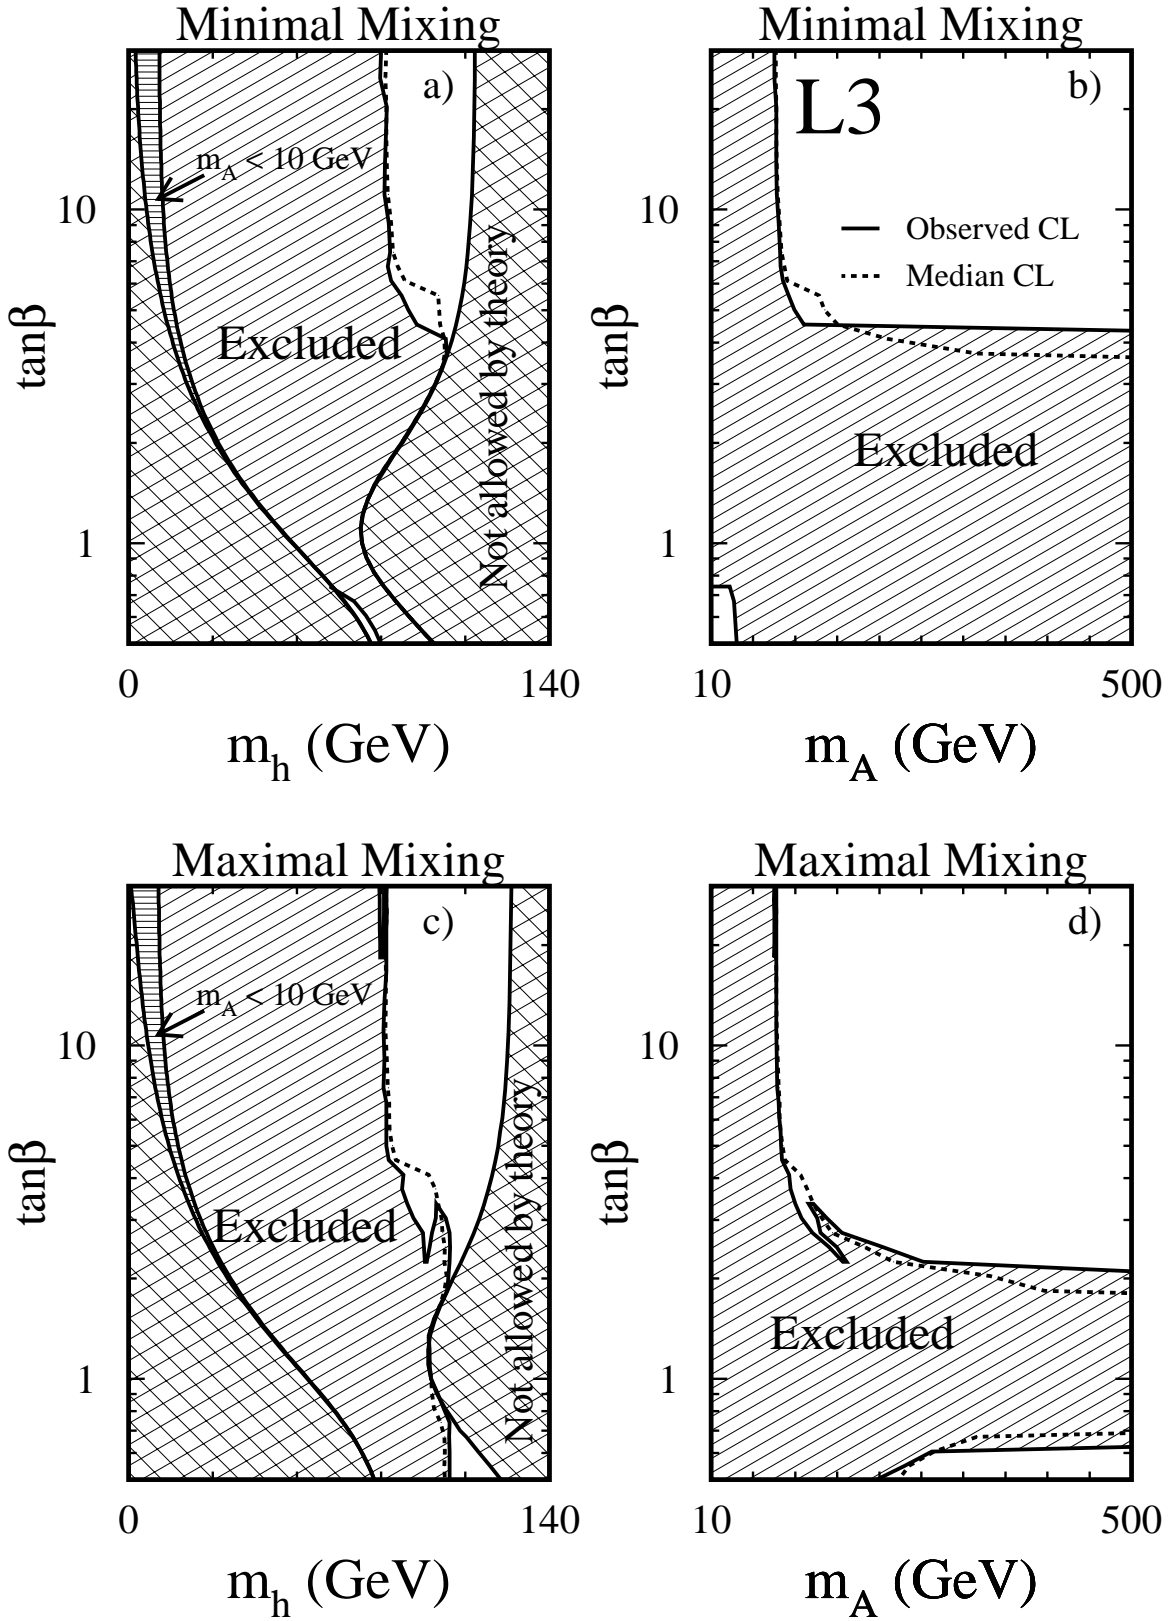 Minimal Mixing
a)
m_A < 10 GeV
10
Excluded
Not allowed by theory
tanβ
1
0
140
m_h (GeV)
Minimal Mixing
L3
b)
10
Observed CL
Median CL
tanβ
Excluded
1
10
500
m_A (GeV)
Maximal Mixing
c)
m_A < 10 GeV
10
Excluded
Not allowed by theory
tanβ
1
0
140
m_h (GeV)
Maximal Mixing
d)
10
tanβ
Excluded
1
10
500
m_A (GeV)